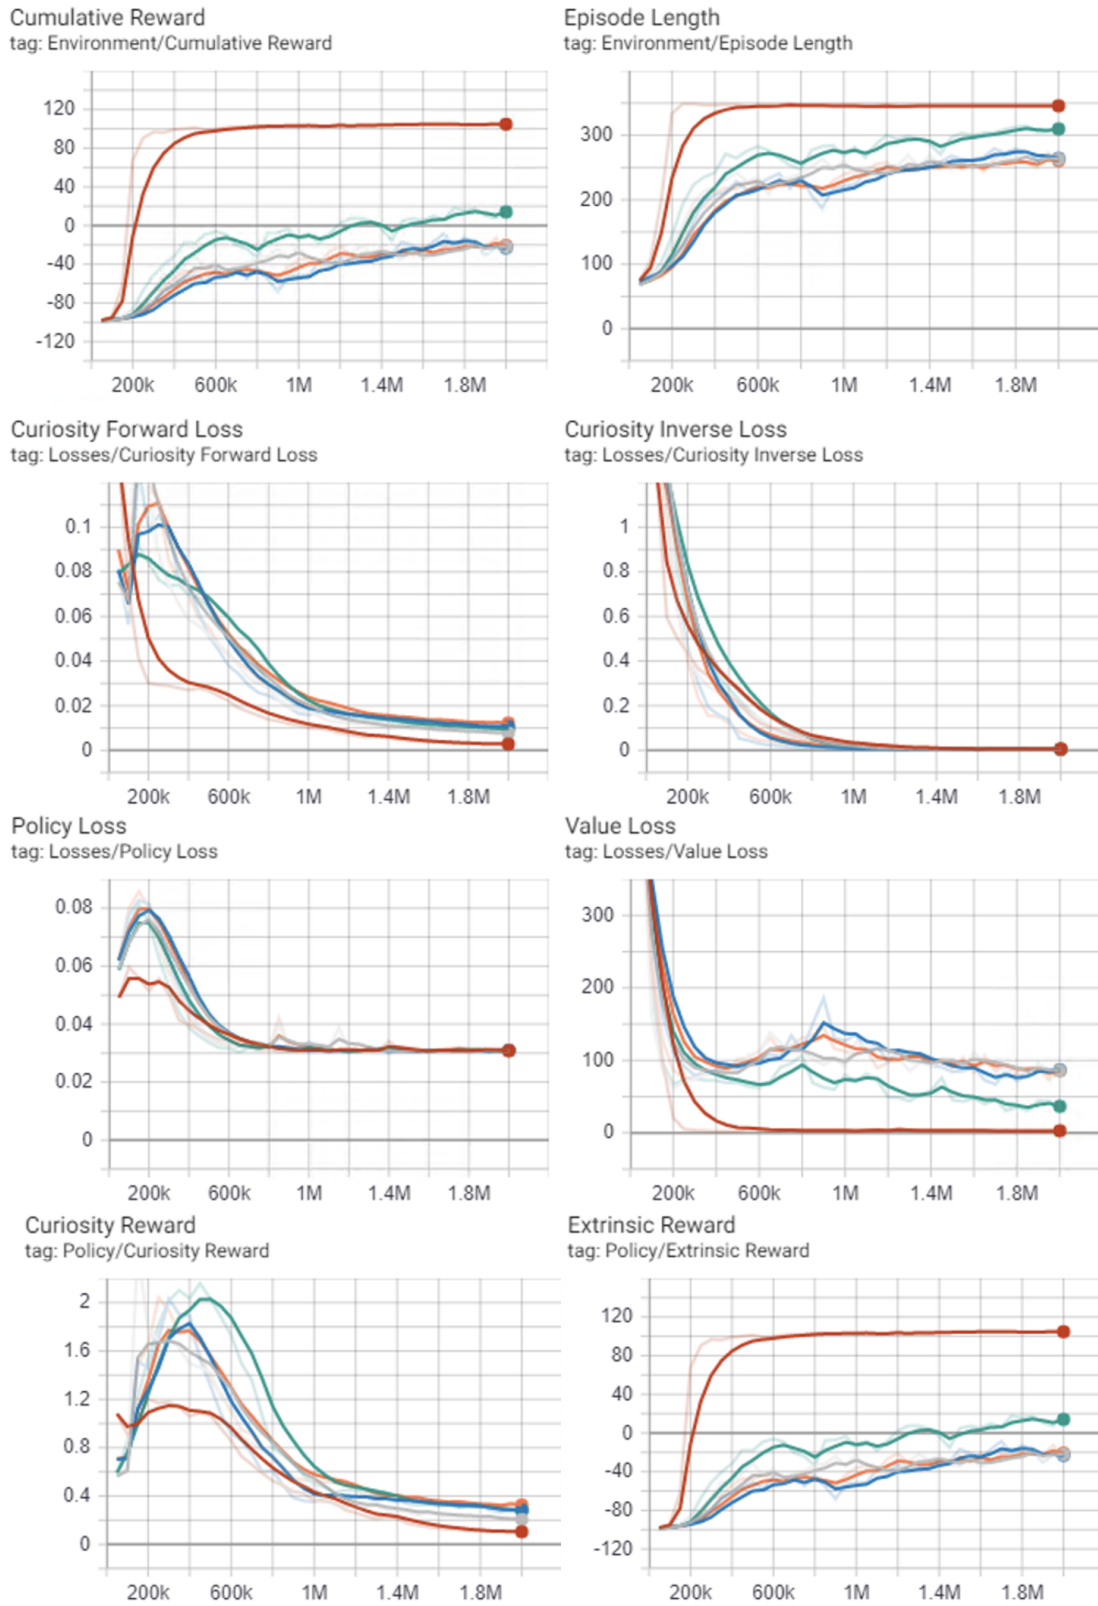 Cumulative Reward
tag: Environment/Cumulative Reward
120
80
40
0
-40
-80
-120
200k 600k 1M 1.4M 1.8M
Episode Length
tag: Environment/Episode Length
300
200
100
0
200k 600k 1M 1.4M 1.8M
Curiosity Forward Loss
tag: Losses/Curiosity Forward Loss
0.1
0.08
0.06
0.04
0.02
0
200k 600k 1M 1.4M 1.8M
Curiosity Inverse Loss
tag: Losses/Curiosity Inverse Loss
1
0.8
0.6
0.4
0.2
0
200k 600k 1M 1.4M 1.8M
Policy Loss
tag: Losses/Policy Loss
0.08
0.06
0.04
0.02
0
200k 600k 1M 1.4M 1.8M
Value Loss
tag: Losses/Value Loss
300
200
100
0
200k 600k 1M 1.4M 1.8M
Curiosity Reward
tag: Policy/Curiosity Reward
2
1.6
1.2
0.8
0.4
0
200k 600k 1M 1.4M 1.8M
Extrinsic Reward
tag: Policy/Extrinsic Reward
120
80
40
0
-40
-80
-120
200k 600k 1M 1.4M 1.8M